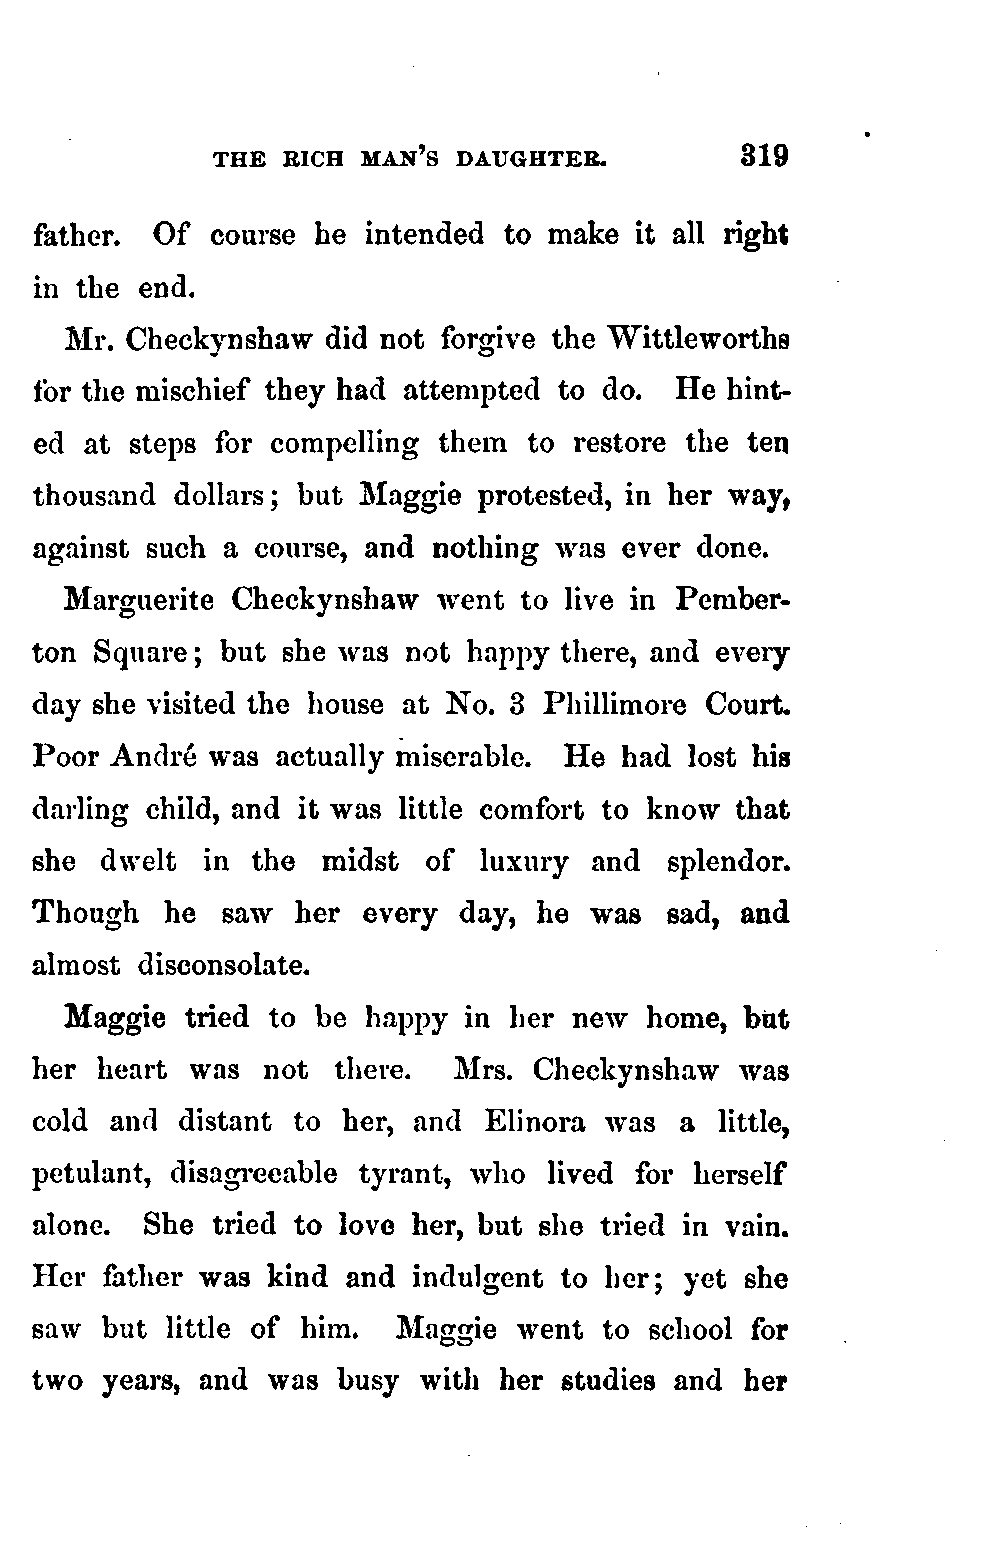 THE RICH MAN'S DAUGHTER. 319
father. Of course he intended to make it all right
in the end.
Mr. Checkynshaw did not forgive the Wittleworths
for the mischief they had attempted to do. He hint-
ed at steps for compelling them to restore the ten
thousand dollars; but Maggie protested, in her way,
against such a course, and nothing was ever done.
Marguerite Checkynshaw went to live in Pember-
ton Square; but she was not happy there, and every
day she visited the house at No. 3 Phillimore Court.
Poor André was actually miserable. He had lost his
darling child, and it was little comfort to know that
she dwelt in the midst of luxury and splendor.
Though he saw her every day, he was sad, and
almost disconsolate.
Maggie tried to be happy in her new home, but
her heart was not there. Mrs. Checkynshaw was
cold and distant to her, and Elinora was a little,
petulant, disagreeable tyrant, who lived for herself
alone. She tried to love her, but she tried in vain.
Her father was kind and indulgent to her; yet she
saw but little of him. Maggie went to school for
two years, and was busy with her studies and her